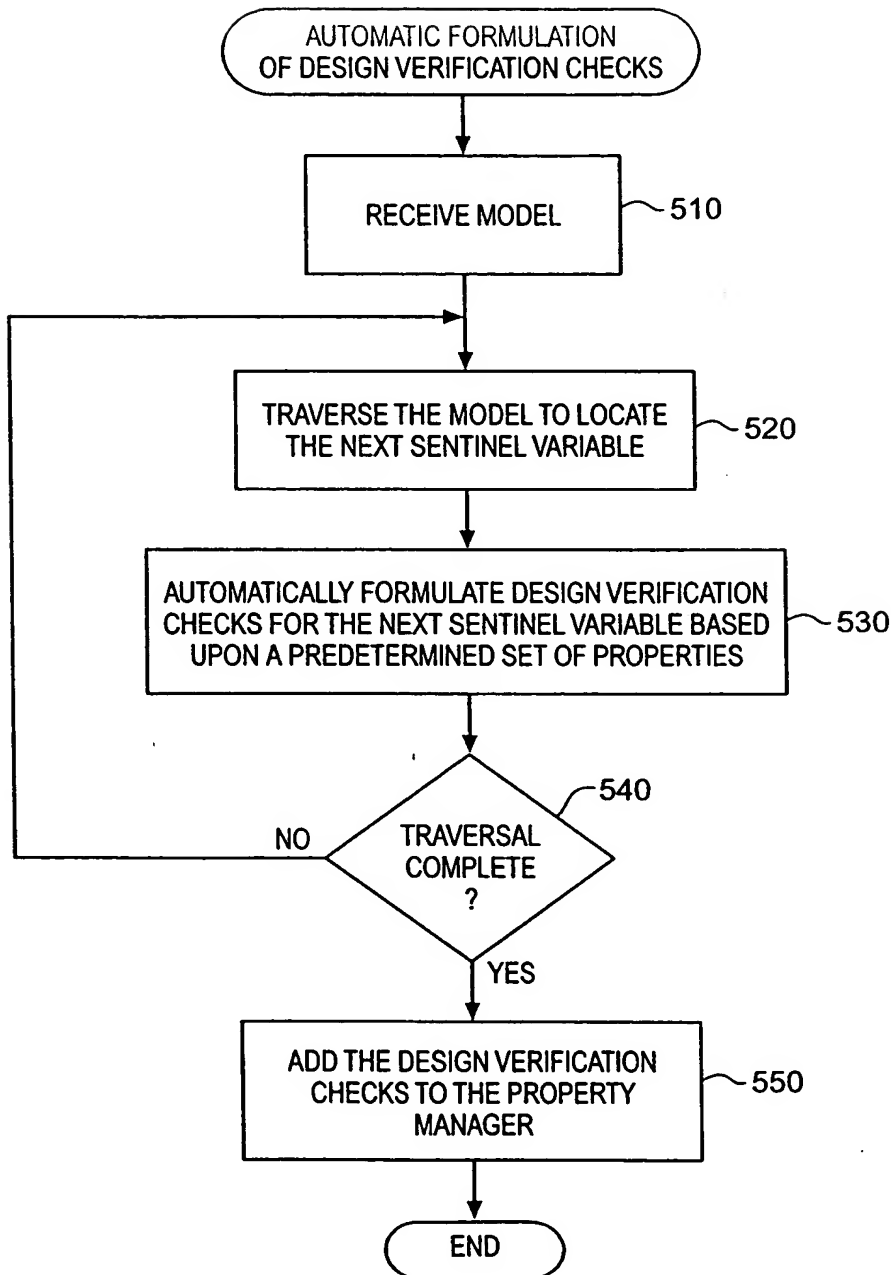 AUTOMATIC FORMULATION
OF DESIGN VERIFICATION CHECKS
RECEIVE MODEL
510
TRAVERSE THE MODEL TO LOCATE
THE NEXT SENTINEL VARIABLE
520
AUTOMATICALLY FORMULATE DESIGN VERIFICATION
CHECKS FOR THE NEXT SENTINEL VARIABLE BASED
UPON A PREDETERMINED SET OF PROPERTIES
530
540
NO
TRAVERSAL
COMPLETE
?
YES
ADD THE DESIGN VERIFICATION
CHECKS TO THE PROPERTY
MANAGER
550
END